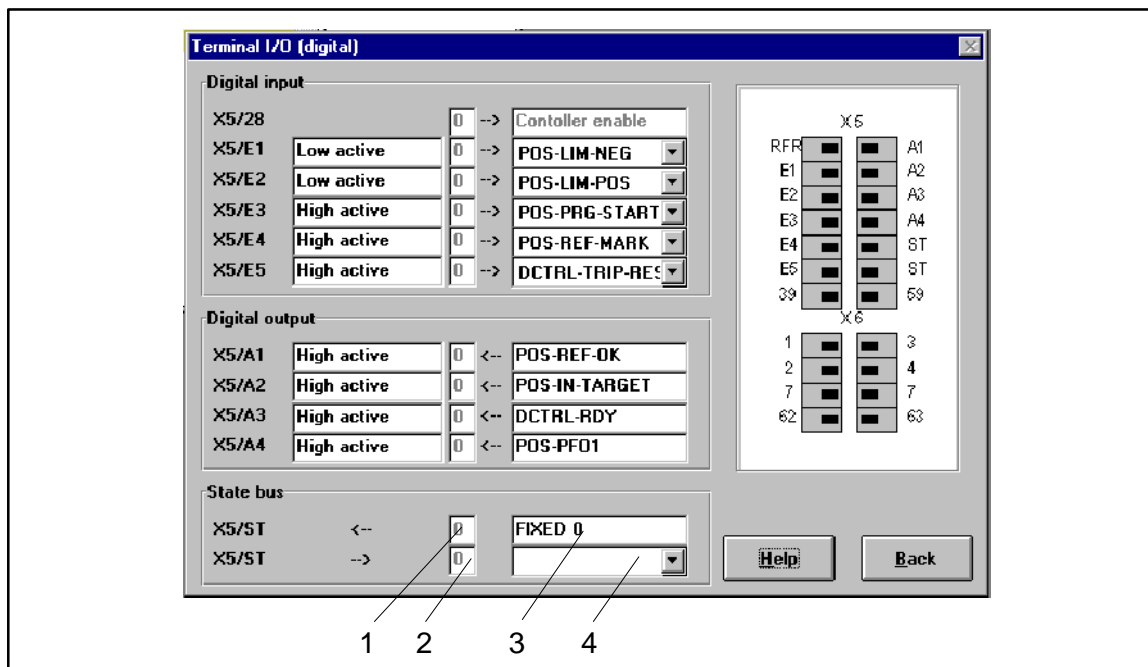 Terminal I/O (digital)
Digital input
X5/28 0 --> Contoller enable
X5/E1 Low active 0 --> POS-LIM-NEG
X5/E2 Low active 0 --> POS-LIM-POS
X5/E3 High active 0 --> POS-PRG-START
X5/E4 High active 0 --> POS-REF-MARK
X5/E5 High active 0 --> DCTRL-TRIP-RES
Digital output
X5/A1 High active 0 <-- POS-REF-OK
X5/A2 High active 0 <-- POS-IN-TARGET
X5/A3 High active 0 <-- DCTRL-RDY
X5/A4 High active 0 <-- POS-PFO1
State bus
X5/ST <-- 0 FIXED 0
X5/ST --> 0
X5
RFR A1
E1 A2
E2 A3
E3 A4
E4 ST
E5 ST
39 59
X6
1 3
2 4
7 7
62 63
Help Back
1 2 3 4